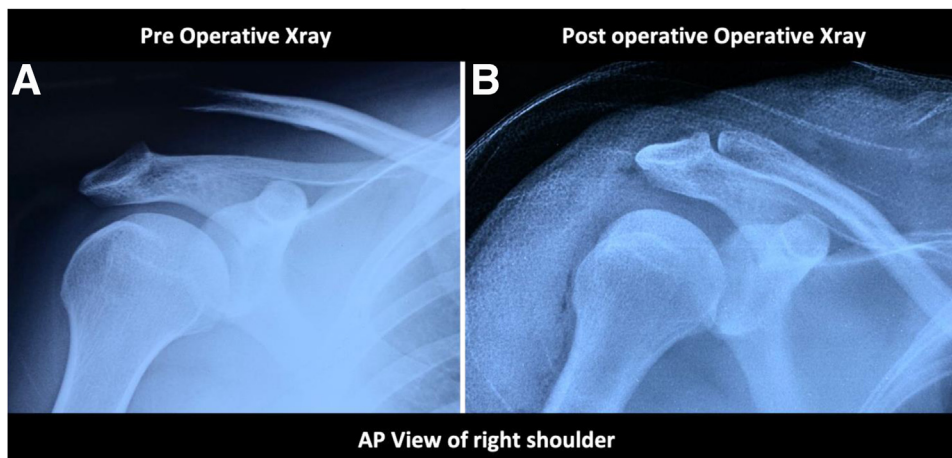 Pre Operative Xray
Post operative Operative Xray
A
B
AP View of right shoulder